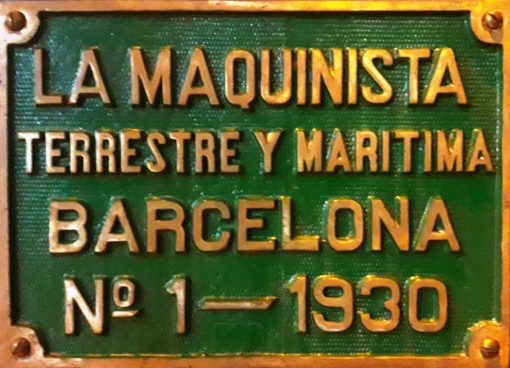 LA MAQUINISTA
TERRESTRE Y MARITIMA
BARCELONA
Nº 1—1930